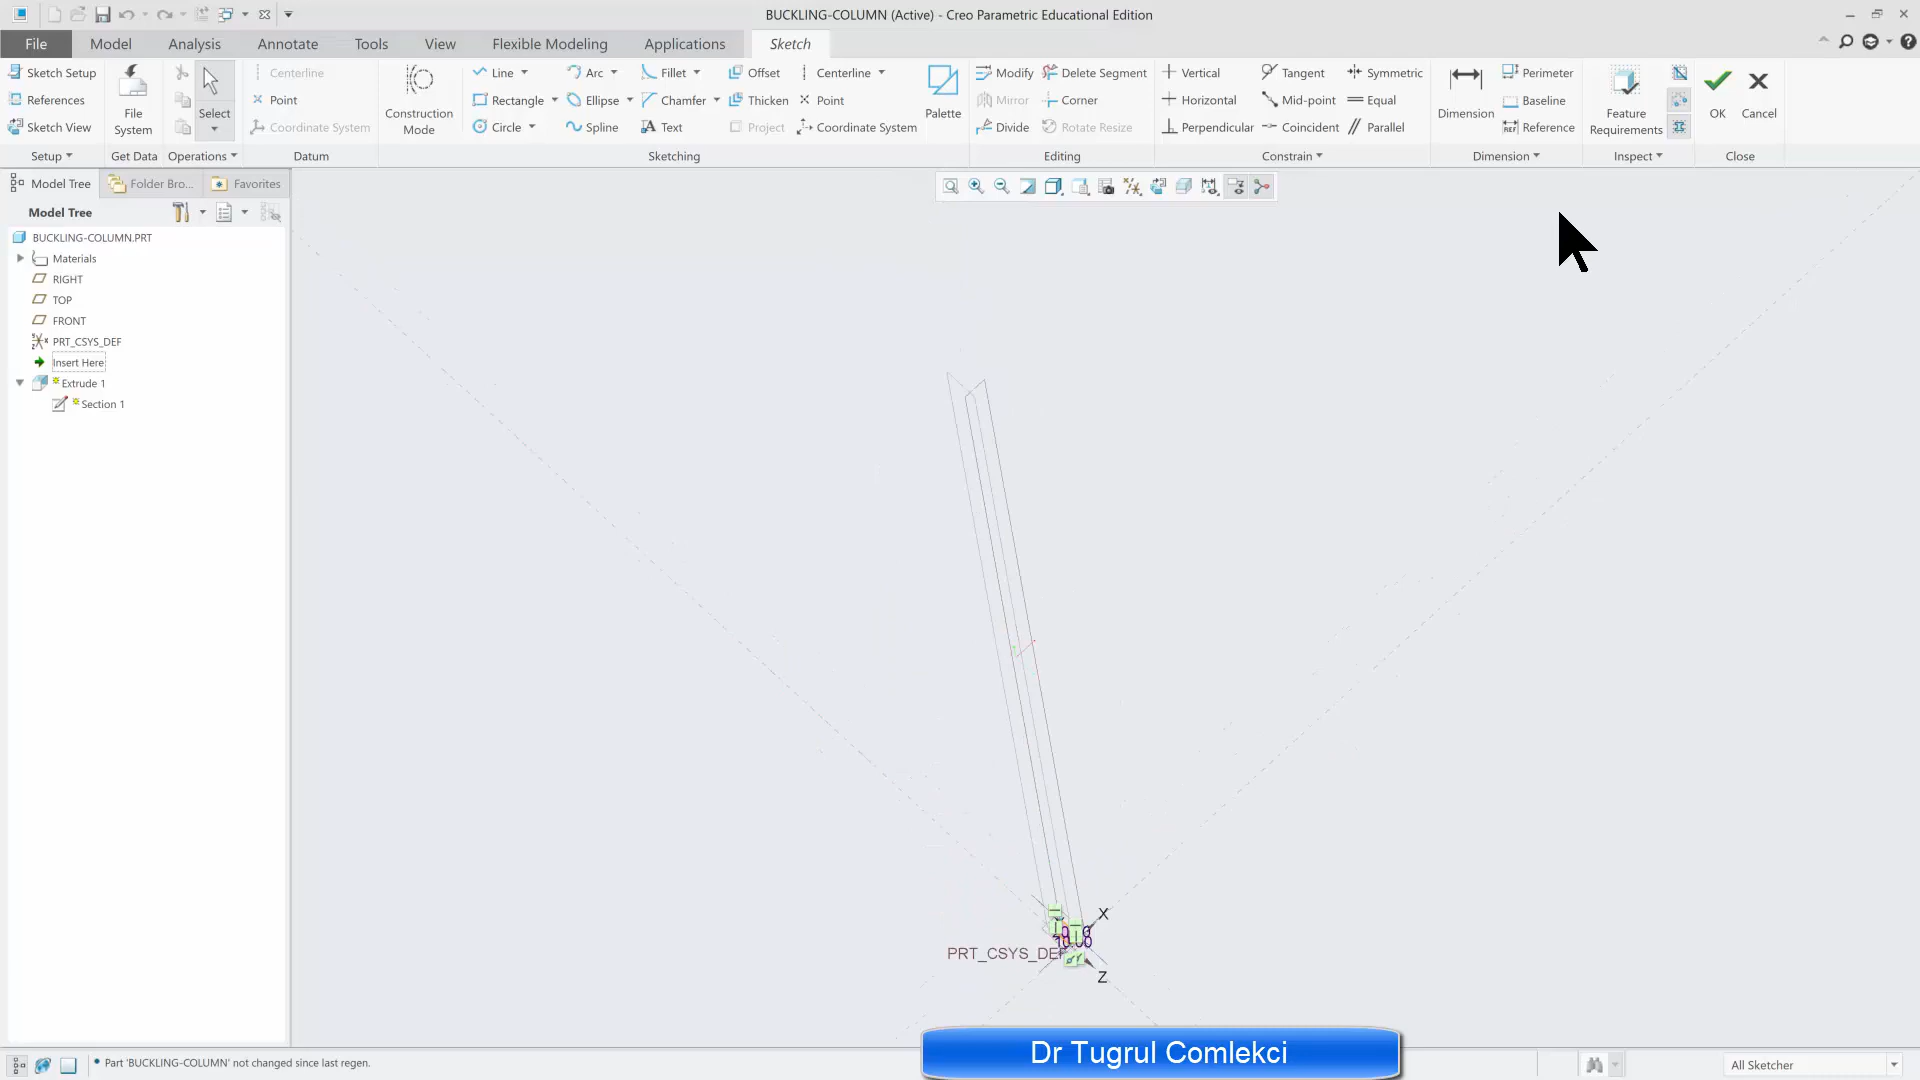 BUCKLING-COLUMN (Active) - Creo Parametric Educational Edition
File Model Analysis Annotate Tools View Flexible Modeling Applications Sketch
Sketch Setup
References
Sketch View
Setup
File System
Get Data
Select
Operations
Centerline
Point
Coordinate System
Datum
Construction Mode
Line Arc Fillet Offset Centerline
Rectangle Ellipse Chamfer Thicken Point
Circle Spline Text Project Coordinate System
Palette
Sketching
Modify Delete Segment
Mirror Corner
Divide Rotate Resize
Editing
Vertical Tangent Symmetric
Horizontal Mid-point Equal
Perpendicular Coincident Parallel
Constrain
Dimension
Perimeter
Baseline
Reference
Dimension
Feature Requirements
Inspect
OK Cancel
Close
Model Tree Folder Bro... Favorites
Model Tree
BUCKLING-COLUMN.PRT
Materials
RIGHT
TOP
FRONT
PRT_CSYS_DEF
Insert Here
Extrude 1
Section 1
X
PRT_CSYS_DEF
Z
Dr Tugrul Comlekci
Part 'BUCKLING-COLUMN' not changed since last regen.
All Sketcher